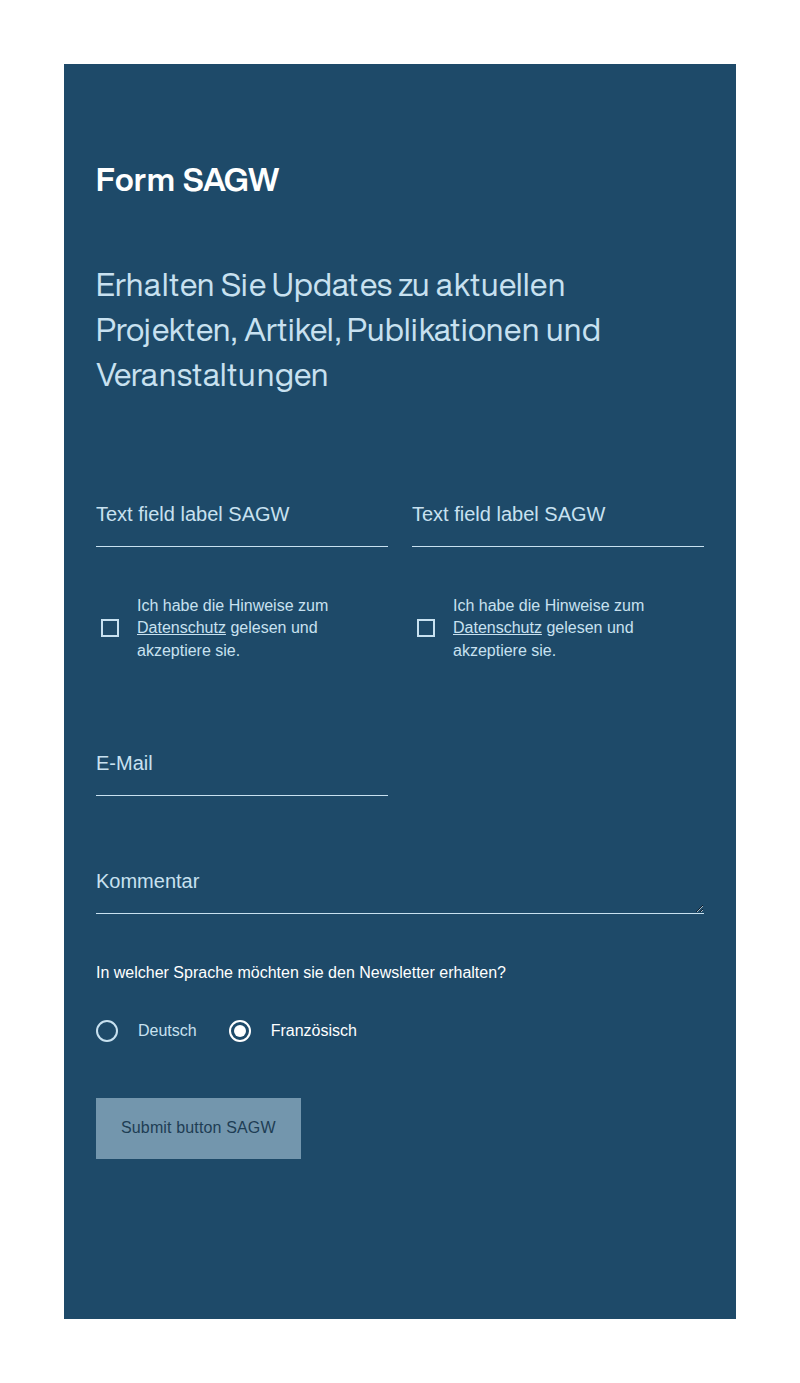 Form SAGW
Erhalten Sie Updates zu aktuellen
Projekten, Artikel, Publikationen und
Veranstaltungen
Text field label SAGW
Text field label SAGW
Ich habe die Hinweise zum
Datenschutz gelesen und
akzeptiere sie.
Ich habe die Hinweise zum
Datenschutz gelesen und
akzeptiere sie.
E-Mail
Kommentar
In welcher Sprache möchten sie den Newsletter erhalten?
Deutsch
Französisch
Submit button SAGW